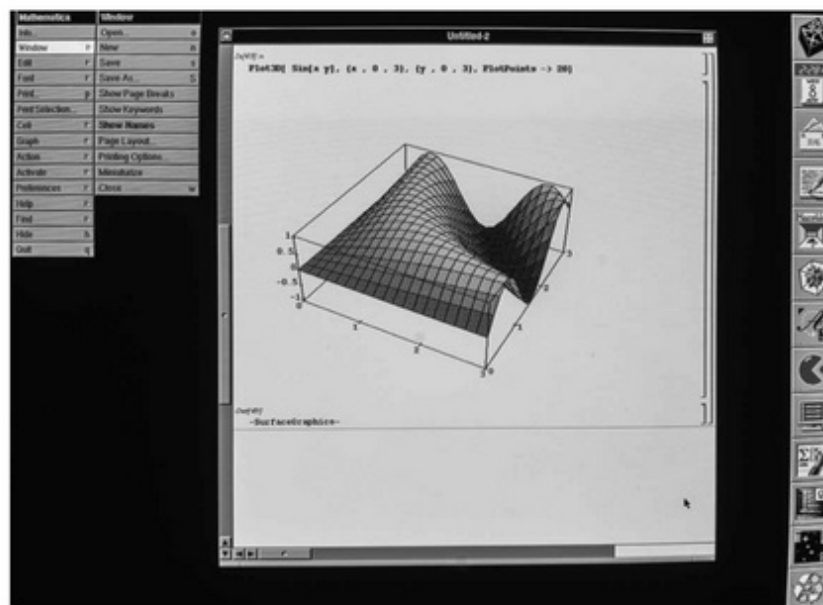 Mathematica
Info...
Window r
Edit r
Font r
Print... p
Print Selection...
Cell r
Graph r
Action r
Activate r
Preferences r
Help r
Find r
Hide h
Quit q
Window
Open... o
New n
Save s
Save As... S
Show Page Breaks
Show Keywords
Show Names
Page Layout...
Printing Options...
Miniaturize
Close w
Untitled-2
Plot3D[ Sin[x y], {x , 0 , 3}, {y , 0 , 3}, PlotPoints -> 20]
1
0.5
0
-0.5
-1
0
1
2
3
0
1
2
3
-SurfaceGraphics-